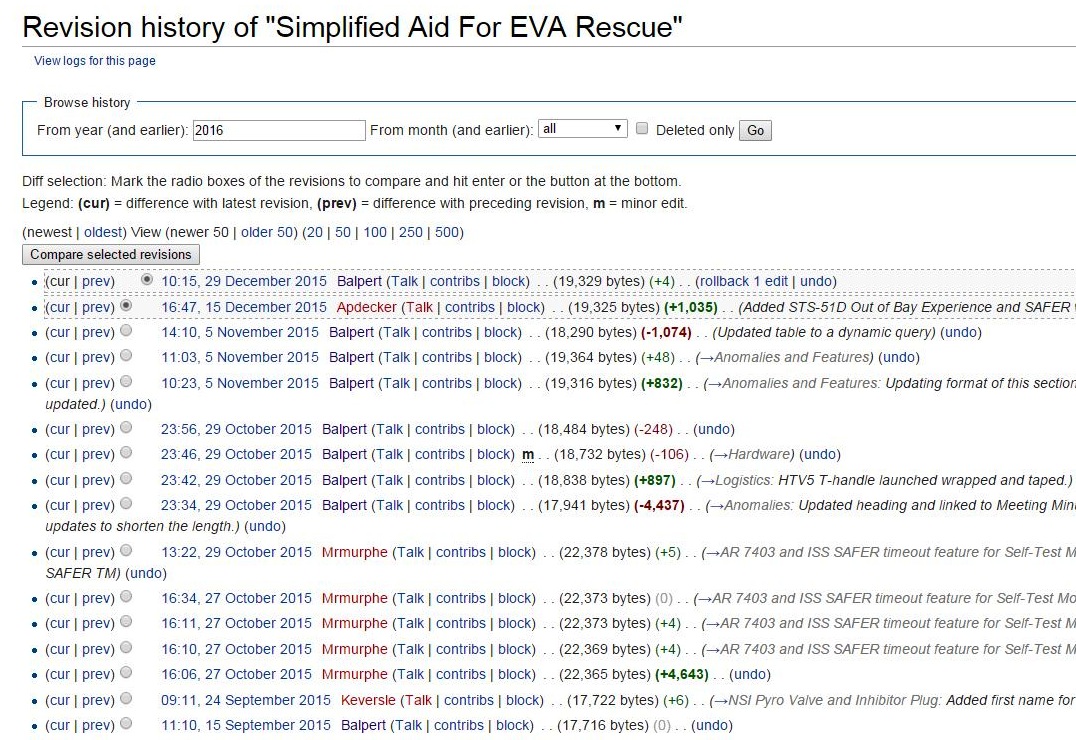 Revision history of "Simplified Aid For EVA Rescue"
View logs for this page
Browse history
From year (and earlier): 2016 From month (and earlier): all Deleted only Go
Diff selection: Mark the radio boxes of the revisions to compare and hit enter or the button at the bottom.
Legend: (cur) = difference with latest revision, (prev) = difference with preceding revision, m = minor edit.
(newest | oldest) View (newer 50 | older 50) (20 | 50 | 100 | 250 | 500)
Compare selected revisions
(cur | prev) 10:15, 29 December 2015 Balpert (Talk | contribs | block) . . (19,329 bytes) (+4) . . (rollback 1 edit | undo)
(cur | prev) 16:47, 15 December 2015 Apdecker (Talk | contribs | block) . . (19,325 bytes) (+1,035) . . (Added STS-51D Out of Bay Experience and SAFER
(cur | prev) 14:10, 5 November 2015 Balpert (Talk | contribs | block) . . (18,290 bytes) (-1,074) . . (Updated table to a dynamic query) (undo)
(cur | prev) 11:03, 5 November 2015 Balpert (Talk | contribs | block) . . (19,364 bytes) (+48) . . (→Anomalies and Features) (undo)
(cur | prev) 10:23, 5 November 2015 Balpert (Talk | contribs | block) . . (19,316 bytes) (+832) . . (→Anomalies and Features: Updating format of this section
updated.) (undo)
(cur | prev) 23:56, 29 October 2015 Balpert (Talk | contribs | block) . . (18,484 bytes) (-248) . . (undo)
(cur | prev) 23:46, 29 October 2015 Balpert (Talk | contribs | block) m . . (18,732 bytes) (-106) . . (→Hardware) (undo)
(cur | prev) 23:42, 29 October 2015 Balpert (Talk | contribs | block) . . (18,838 bytes) (+897) . . (→Logistics: HTV5 T-handle launched wrapped and taped.)
(cur | prev) 23:34, 29 October 2015 Balpert (Talk | contribs | block) . . (17,941 bytes) (-4,437) . . (→Anomalies: Updated heading and linked to Meeting Min
updates to shorten the length.) (undo)
(cur | prev) 13:22, 29 October 2015 Mrmurphe (Talk | contribs | block) . . (22,378 bytes) (+5) . . (→AR 7403 and ISS SAFER timeout feature for Self-Test M
SAFER TM) (undo)
(cur | prev) 16:34, 27 October 2015 Mrmurphe (Talk | contribs | block) . . (22,373 bytes) (0) . . (→AR 7403 and ISS SAFER timeout feature for Self-Test Mo
(cur | prev) 16:11, 27 October 2015 Mrmurphe (Talk | contribs | block) . . (22,373 bytes) (+4) . . (→AR 7403 and ISS SAFER timeout feature for Self-Test M
(cur | prev) 16:10, 27 October 2015 Mrmurphe (Talk | contribs | block) . . (22,369 bytes) (+4) . . (→AR 7403 and ISS SAFER timeout feature for Self-Test M
(cur | prev) 16:06, 27 October 2015 Mrmurphe (Talk | contribs | block) . . (22,365 bytes) (+4,643) . . (undo)
(cur | prev) 09:11, 24 September 2015 Keversle (Talk | contribs | block) . . (17,722 bytes) (+6) . . (→NSI Pyro Valve and Inhibitor Plug: Added first name for
(cur | prev) 11:10, 15 September 2015 Balpert (Talk | contribs | block) . . (17,716 bytes) (0) . . (undo)